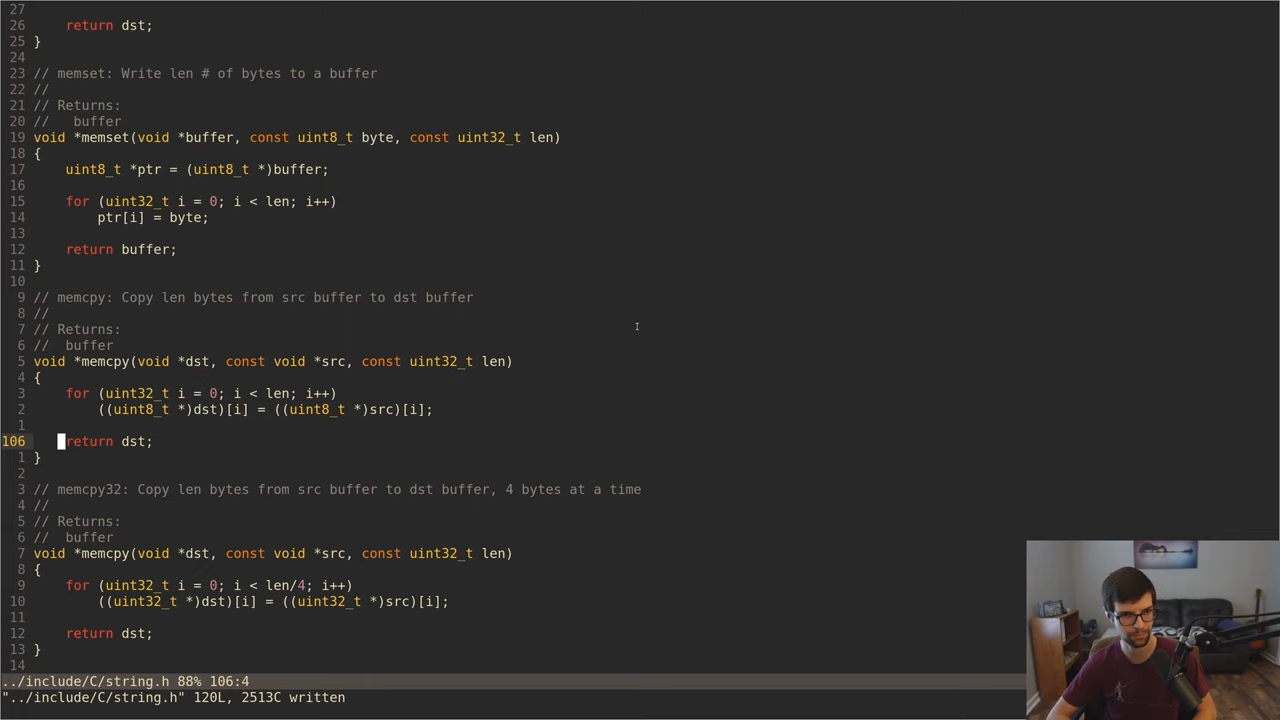 27
26     return dst;
25 }
24
23 // memset: Write len # of bytes to a buffer
22 //
21 // Returns:
20 //   buffer
19 void *memset(void *buffer, const uint8_t byte, const uint32_t len)
18 {
17     uint8_t *ptr = (uint8_t *)buffer;
16
15     for (uint32_t i = 0; i < len; i++)
14         ptr[i] = byte;
13
12     return buffer;
11 }
10
9 // memcpy: Copy len bytes from src buffer to dst buffer
8 //
7 // Returns:
6 //  buffer
5 void *memcpy(void *dst, const void *src, const uint32_t len)
4 {
3     for (uint32_t i = 0; i < len; i++)
2         ((uint8_t *)dst)[i] = ((uint8_t *)src)[i];
1
106     return dst;
1 }
2
3 // memcpy32: Copy len bytes from src buffer to dst buffer, 4 bytes at a time
4 //
5 // Returns:
6 //  buffer
7 void *memcpy(void *dst, const void *src, const uint32_t len)
8 {
9     for (uint32_t i = 0; i < len/4; i++)
10         ((uint32_t *)dst)[i] = ((uint32_t *)src)[i];
11
12     return dst;
13 }
14
../include/C/string.h 88% 106:4
"../include/C/string.h" 120L, 2513C written